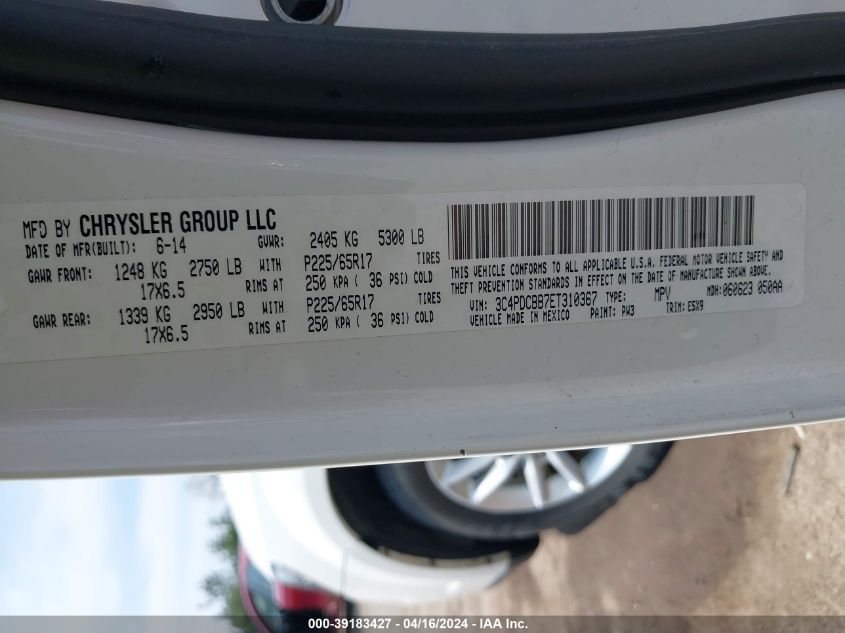 MFD BY CHRYSLER GROUP LLC
DATE OF MFR(BUILT): 6-14 GVWR: 2405 KG 5300 LB
GAWR FRONT: 1248 KG 2750 LB WITH P225/65R17 TIRES
17X6.5 RIMS AT 250 KPA ( 36 PSI) COLD
GAWR REAR: 1339 KG 2950 LB WITH P225/65R17 TIRES
17X6.5 RIMS AT 250 KPA ( 36 PSI) COLD
THIS VEHICLE CONFORMS TO ALL APPLICABLE U.S.A. FEDERAL MOTOR VEHICLE SAFETY AND
THEFT PREVENTION STANDARDS IN EFFECT ON THE DATE OF MANUFACTURE SHOWN ABOVE.
VIN: 3C4PDCBB7ET310367 TYPE: MPV MDH:060623 050AA
VEHICLE MADE IN MEXICO PAINT: PW3 TRIM:E5X9
000-39183427 - 04/16/2024 - IAA Inc.